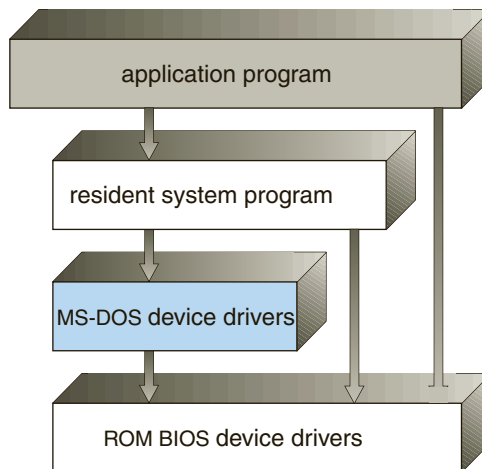 application program
resident system program
MS-DOS device drivers
ROM BIOS device drivers